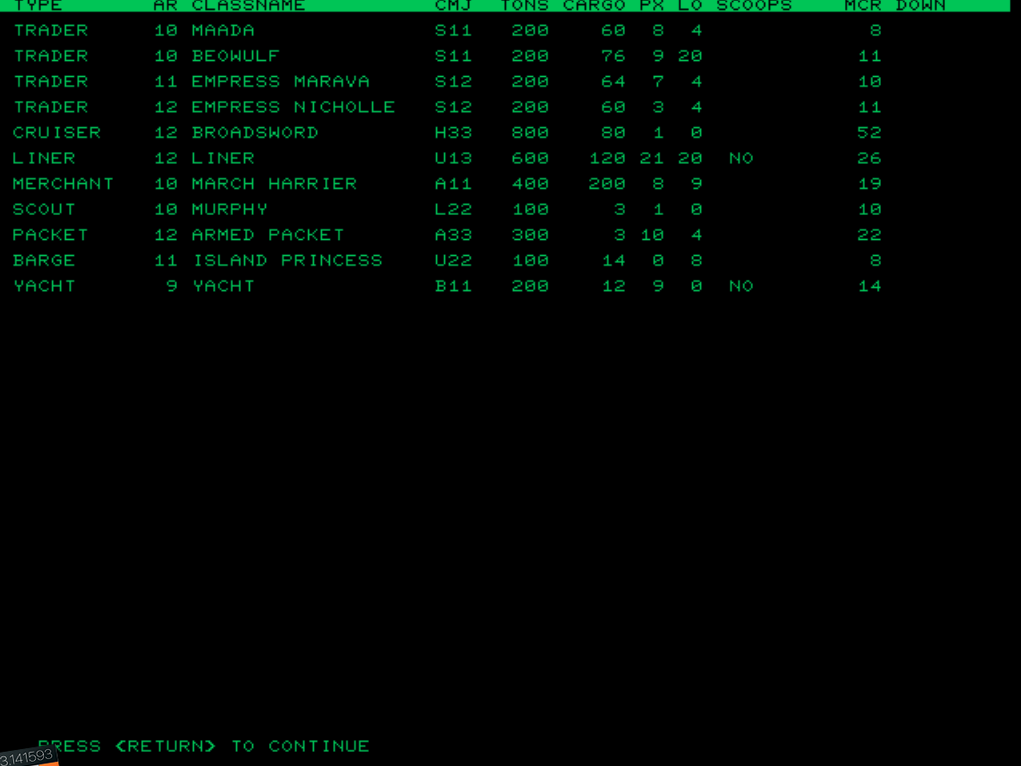 TYPE AR CLASSNAME CMJ TONS CARGO PX LO SCOOPS MCR DOWN
TRADER 10 MAADA S11 200 60 8 4 8
TRADER 10 BEOWULF S11 200 76 9 20 11
TRADER 11 EMPRESS MARAVA S12 200 64 7 4 10
TRADER 12 EMPRESS NICHOLLE S12 200 60 3 4 11
CRUISER 12 BROADSWORD H33 800 80 1 0 52
LINER 12 LINER U13 600 120 21 20 NO 26
MERCHANT 10 MARCH HARRIER A11 400 200 8 9 19
SCOUT 10 MURPHY L22 100 3 1 0 10
PACKET 12 ARMED PACKET A33 300 3 10 4 22
BARGE 11 ISLAND PRINCESS U22 100 14 0 8 8
YACHT 9 YACHT B11 200 12 9 0 NO 14
PRESS <RETURN> TO CONTINUE
3.141593